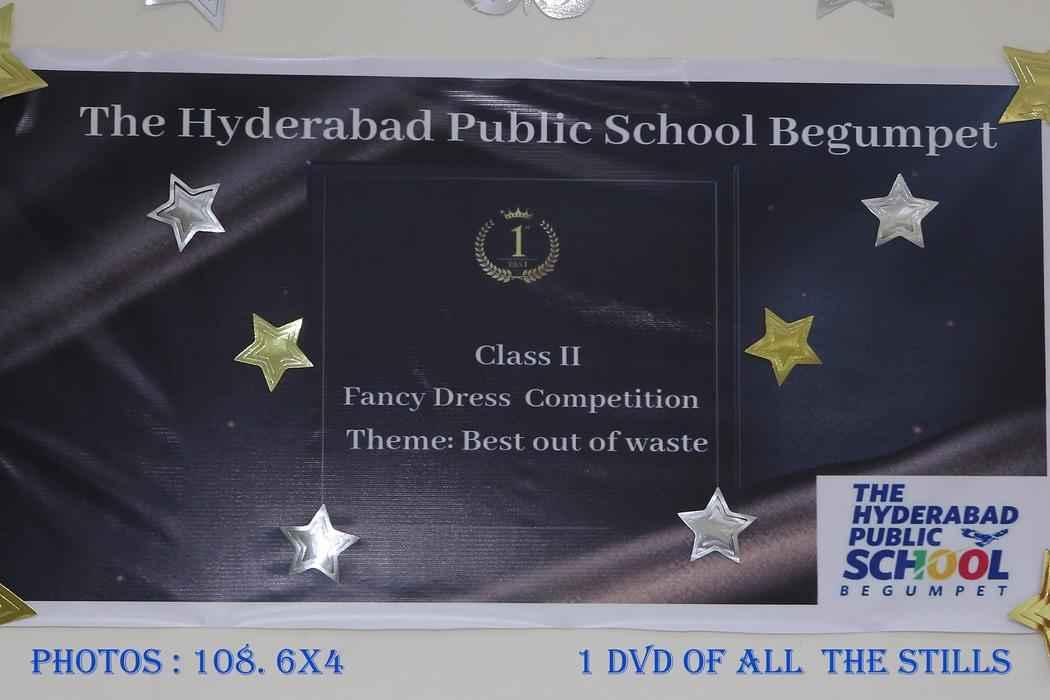 The Hyderabad Public School Begumpet
1
Class II
Fancy Dress Competition
Theme: Best out of waste
THE
HYDERABAD
PUBLIC
SCHOOL
BEGUMPET
PHOTOS : 108. 6X4
1 DVD OF ALL THE STILLS